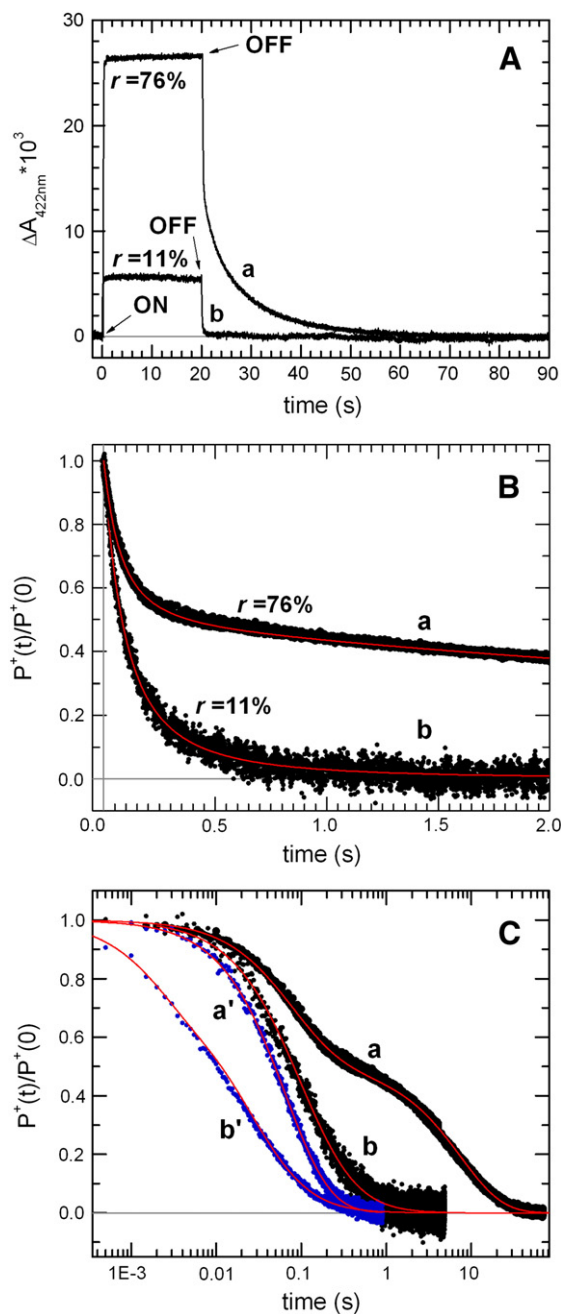 A
ΔA422nm*10³
30
20
10
0
OFF
r =76%
OFF
r =11%
ON
a
b
0 10 20 30 40 50 60 70 80 90
time (s)
B
P⁺(t)/P⁺(0)
1.0
0.8
0.6
0.4
0.2
0.0
r =76%
a
r =11%
b
0.0 0.5 1.0 1.5 2.0
time (s)
C
P⁺(t)/P⁺(0)
1.0
0.8
0.6
0.4
0.2
0.0
a'
a
b'
b
1E-3 0.01 0.1 1 10
time (s)